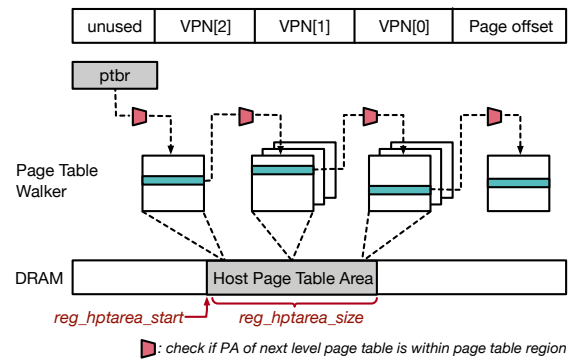 unused VPN[2] VPN[1] VPN[0] Page offset
ptbr
Page Table
Walker
DRAM Host Page Table Area
reg_hptarea_start reg_hptarea_size
: check if PA of next level page table is within page table region